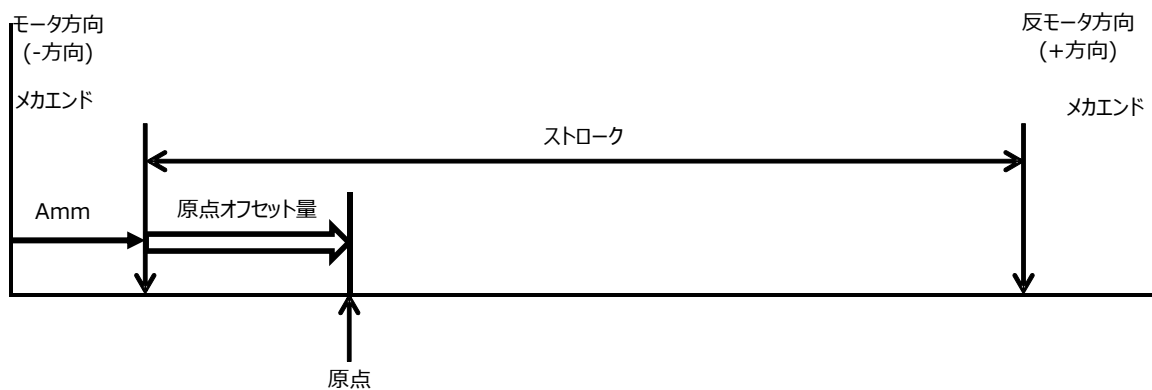 モータ方向
(-方向)
メカエンド
反モータ方向
(+方向)
メカエンド
ストローク
Amm
原点オフセット量
原点